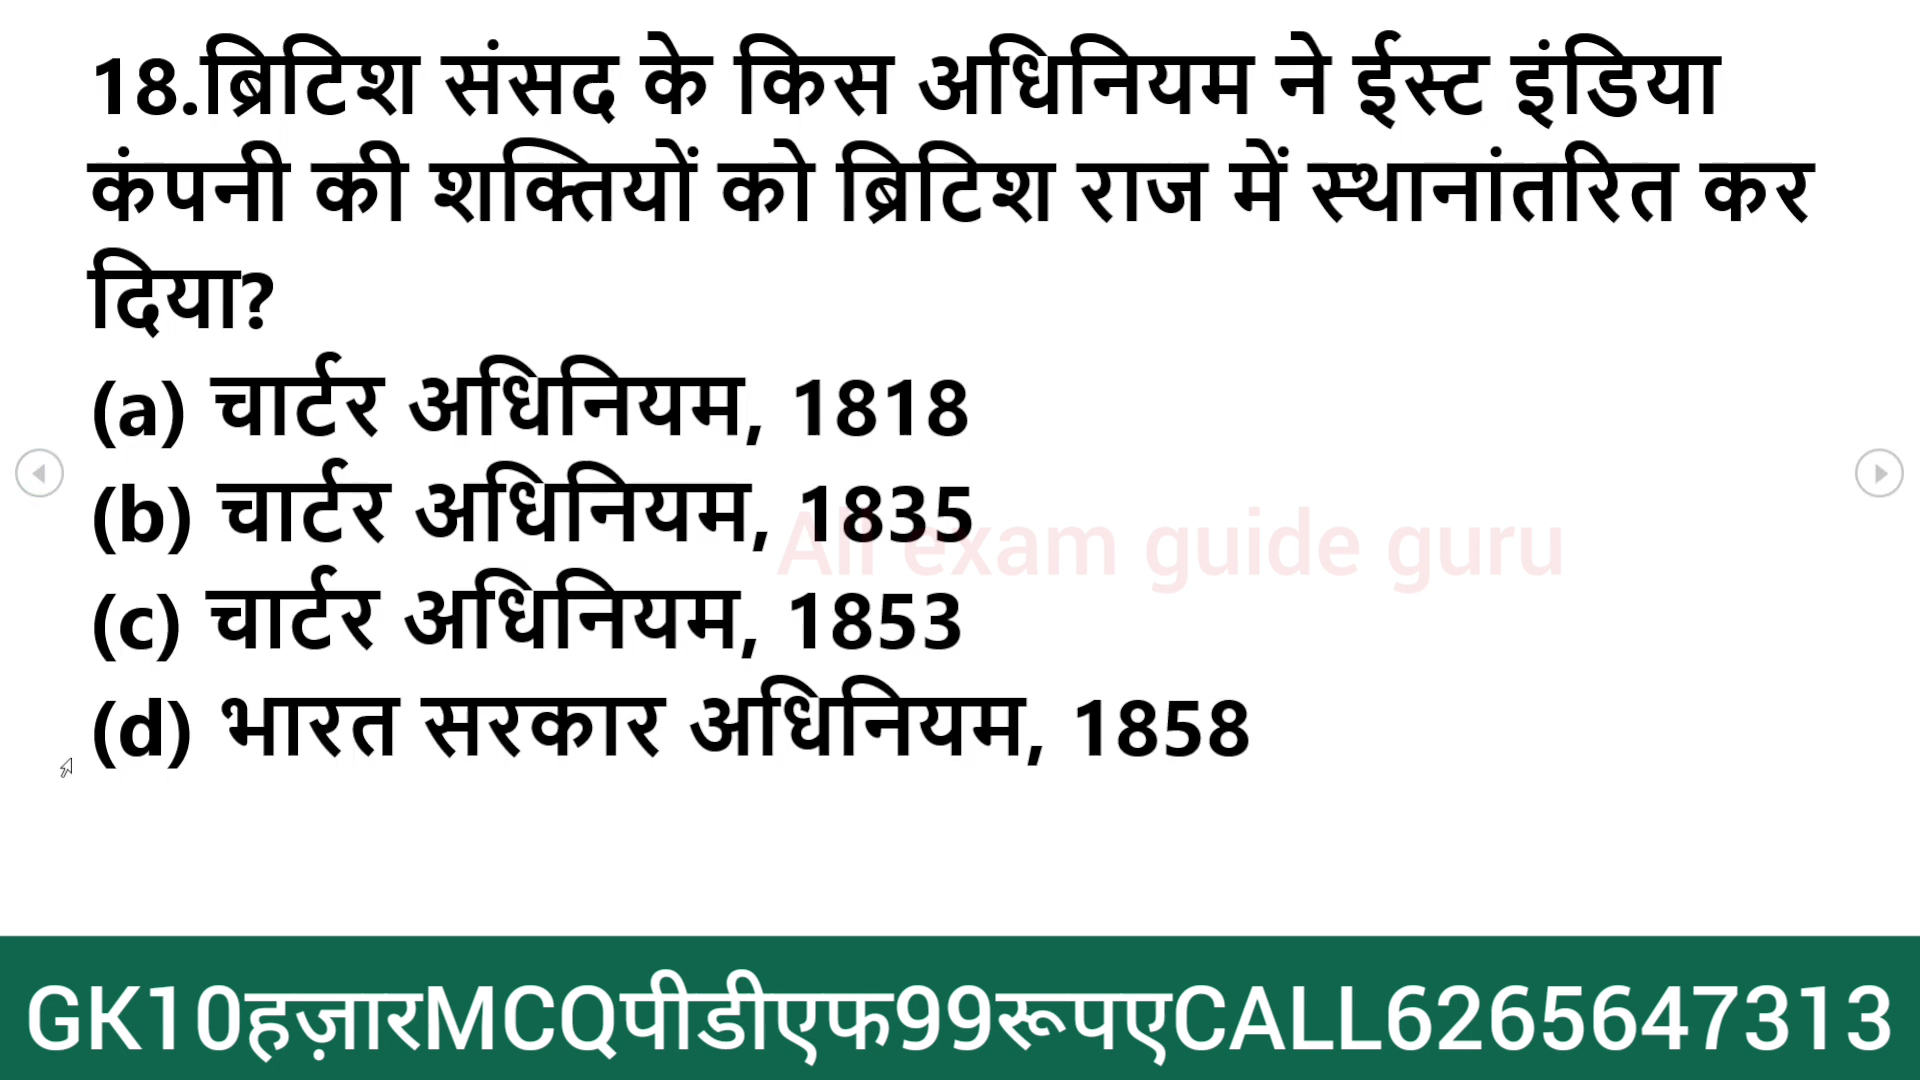 18.ब्रिटिश संसद के किस अधिनियम ने ईस्ट इंडिया
कंपनी की शक्तियों को ब्रिटिश राज में स्थानांतरित कर
दिया?
(a) चार्टर अधिनियम, 1818
(b) चार्टर अधिनियम, 1835
All exam guide guru
(c) चार्टर अधिनियम, 1853
(d) भारत सरकार अधिनियम, 1858
GK10हज़ारMCQपीडीएफ99रूपएCALL6265647313